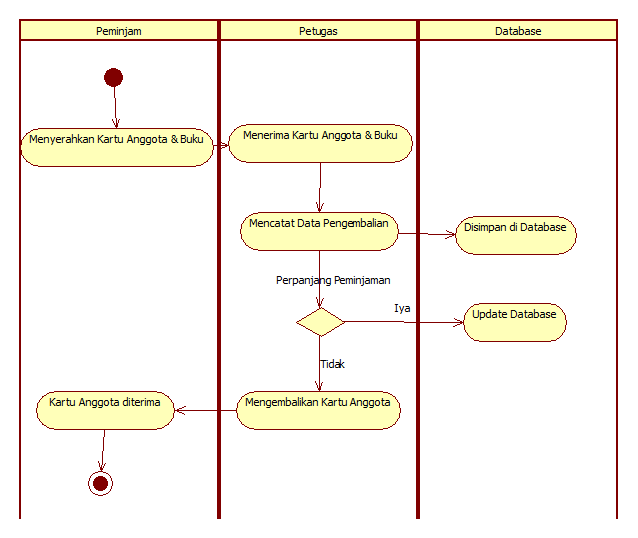 Peminjam
Petugas
Database
Menyerahkan Kartu Anggota & Buku
Menerima Kartu Anggota & Buku
Mencatat Data Pengembalian
Disimpan di Database
Perpanjang Peminjaman
Iya
Update Database
Tidak
Kartu Anggota diterima
Mengembalikan Kartu Anggota